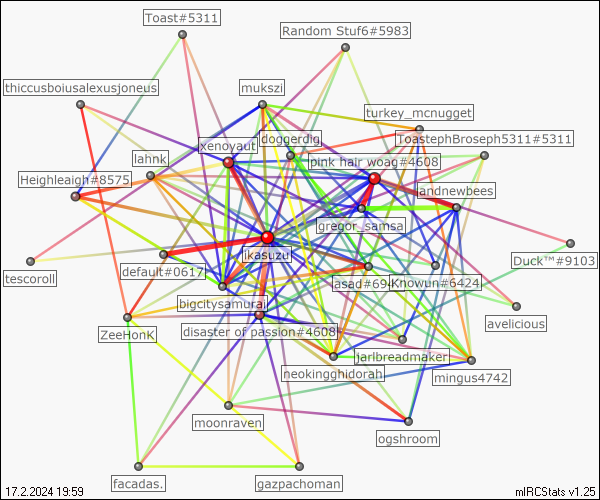 Toast#5311
Random Stuf6#5983
thiccusboiusalexusjoneus
mukszi
turkey_mcnugget
doggerdig
ToastephBroseph5311#5311
xenoyaut
lahnk
pink hair woag#4608
Heighleaigh#8575
landnewbees
gregor_samsa
ikasuzu
Duck™#9103
tescoroll
default#0617
asad#694
Knowun#6424
bigcitysamurai
avelicious
ZeeHonK
disaster of passion#4608
jarlbreadmaker
neokingghidorah
mingus4742
moonraven
ogshroom
facadas.
gazpachoman
17.2.2024 19:59
mIRCStats v1.25